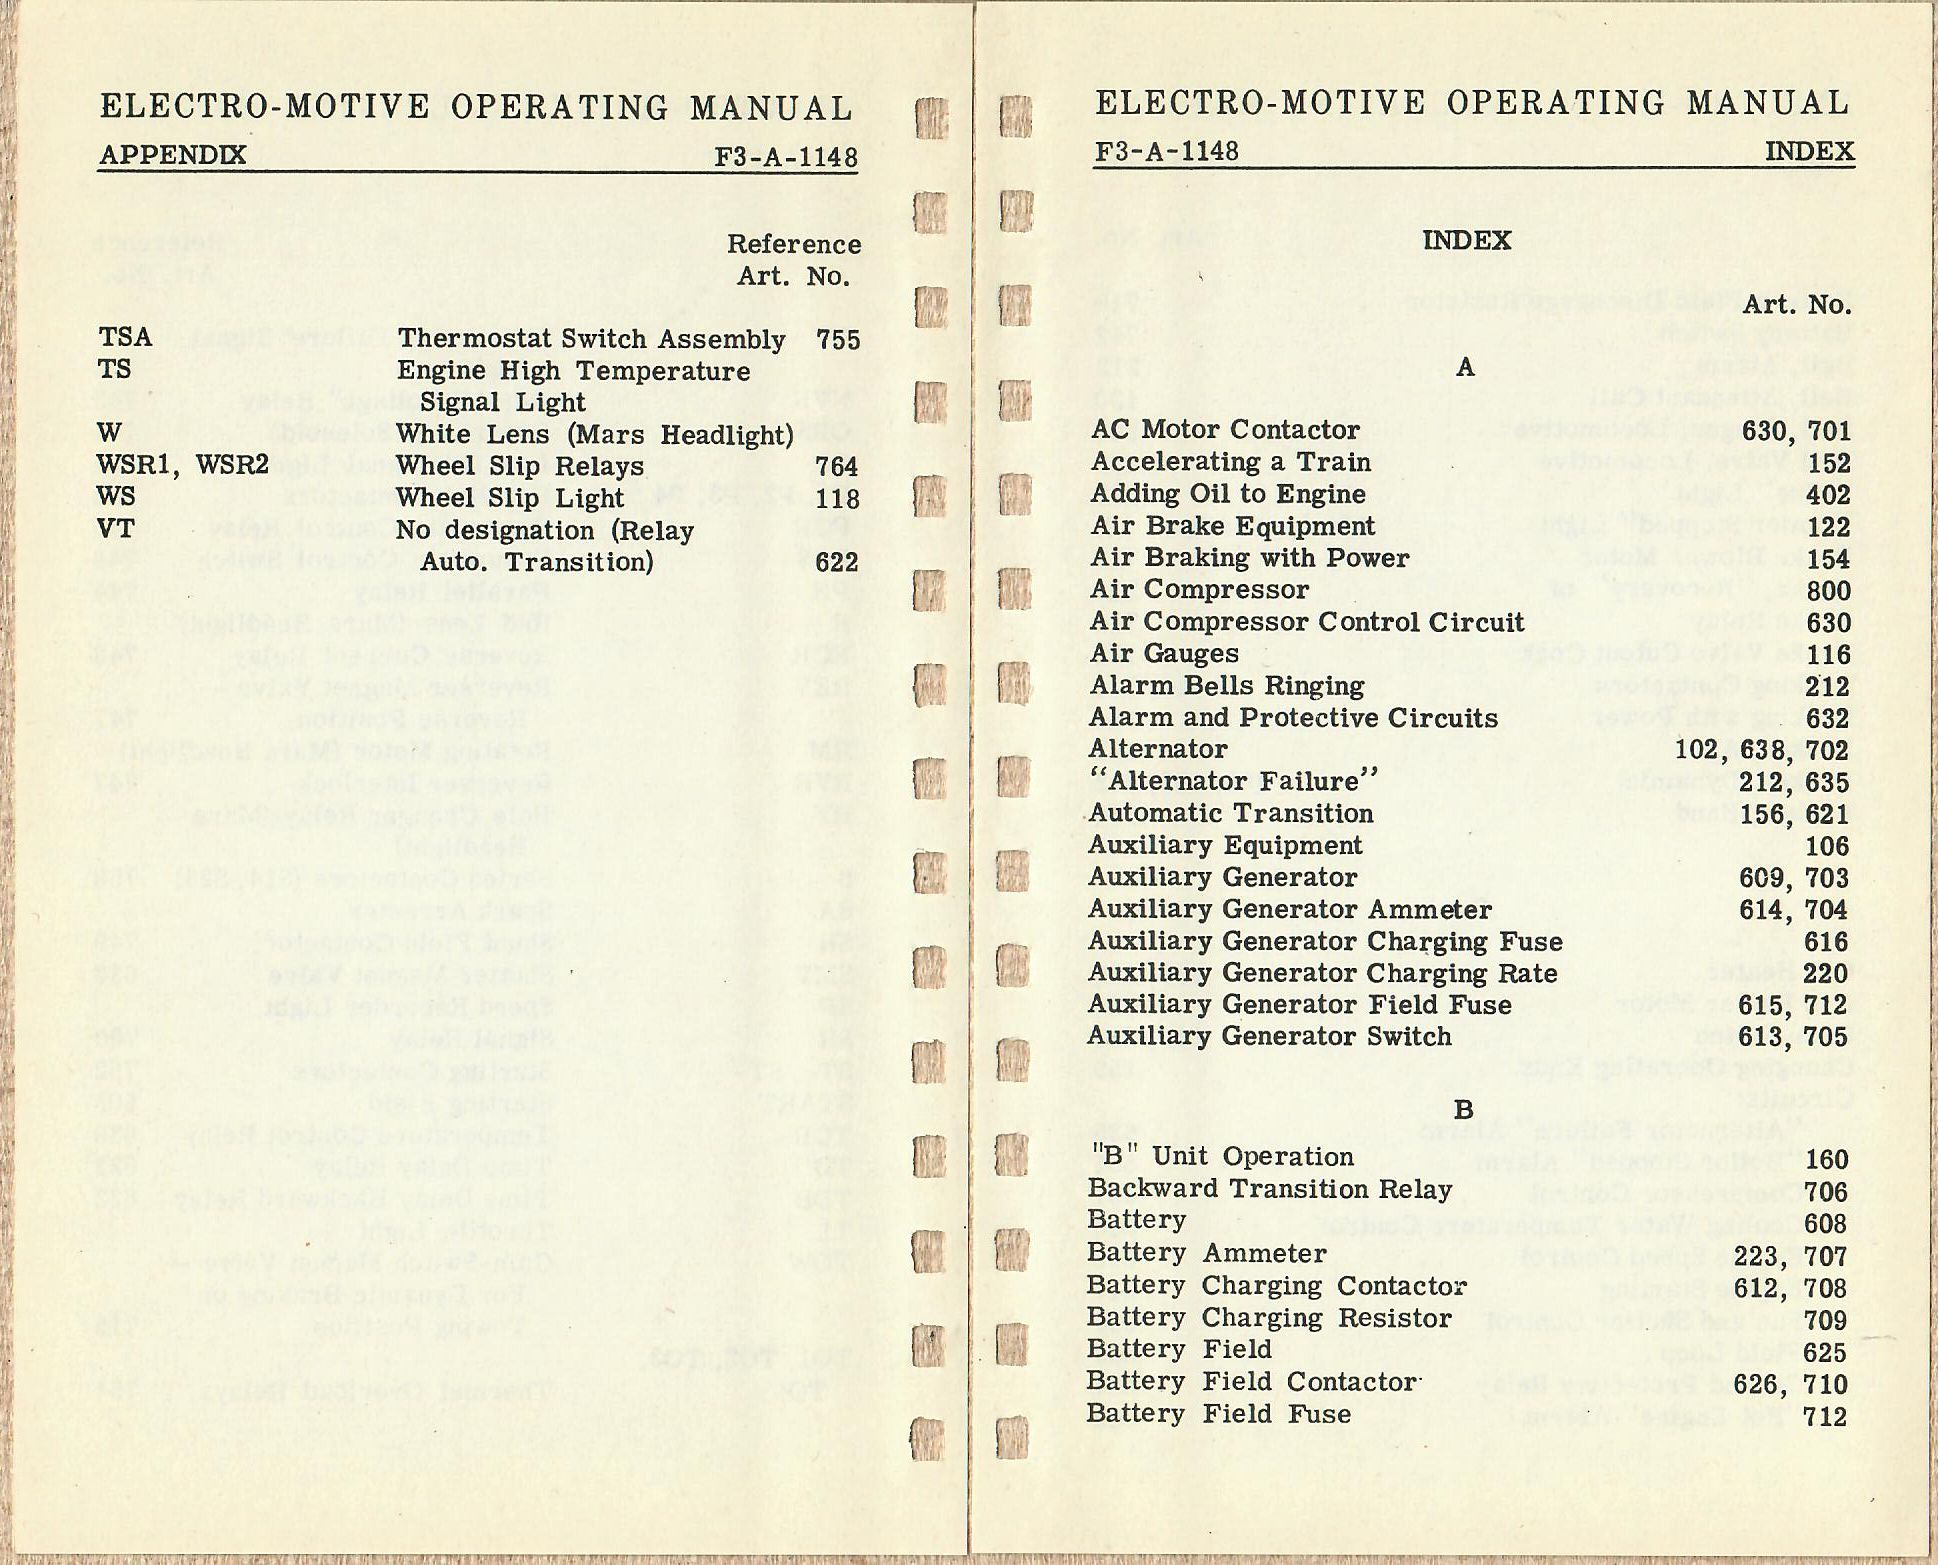 ELECTRO-MOTIVE OPERATING MANUAL
APPENDIX F3-A-1148
Reference
Art. No.
TSA Thermostat Switch Assembly 755
TS Engine High Temperature
Signal Light
W White Lens (Mars Headlight)
WSR1, WSR2 Wheel Slip Relays 764
WS Wheel Slip Light 118
VT No designation (Relay
Auto. Transition) 622
ELECTRO-MOTIVE OPERATING MANUAL
F3-A-1148 INDEX
INDEX
Art. No.
A
AC Motor Contactor 630, 701
Accelerating a Train 152
Adding Oil to Engine 402
Air Brake Equipment 122
Air Braking with Power 154
Air Compressor 800
Air Compressor Control Circuit 630
Air Gauges 116
Alarm Bells Ringing 212
Alarm and Protective Circuits 632
Alternator 102, 638, 702
“Alternator Failure” 212, 635
Automatic Transition 156, 621
Auxiliary Equipment 106
Auxiliary Generator 609, 703
Auxiliary Generator Ammeter 614, 704
Auxiliary Generator Charging Fuse 616
Auxiliary Generator Charging Rate 220
Auxiliary Generator Field Fuse 615, 712
Auxiliary Generator Switch 613, 705
B
"B" Unit Operation 160
Backward Transition Relay 706
Battery 608
Battery Ammeter 223, 707
Battery Charging Contactor 612, 708
Battery Charging Resistor 709
Battery Field 625
Battery Field Contactor 626, 710
Battery Field Fuse 712